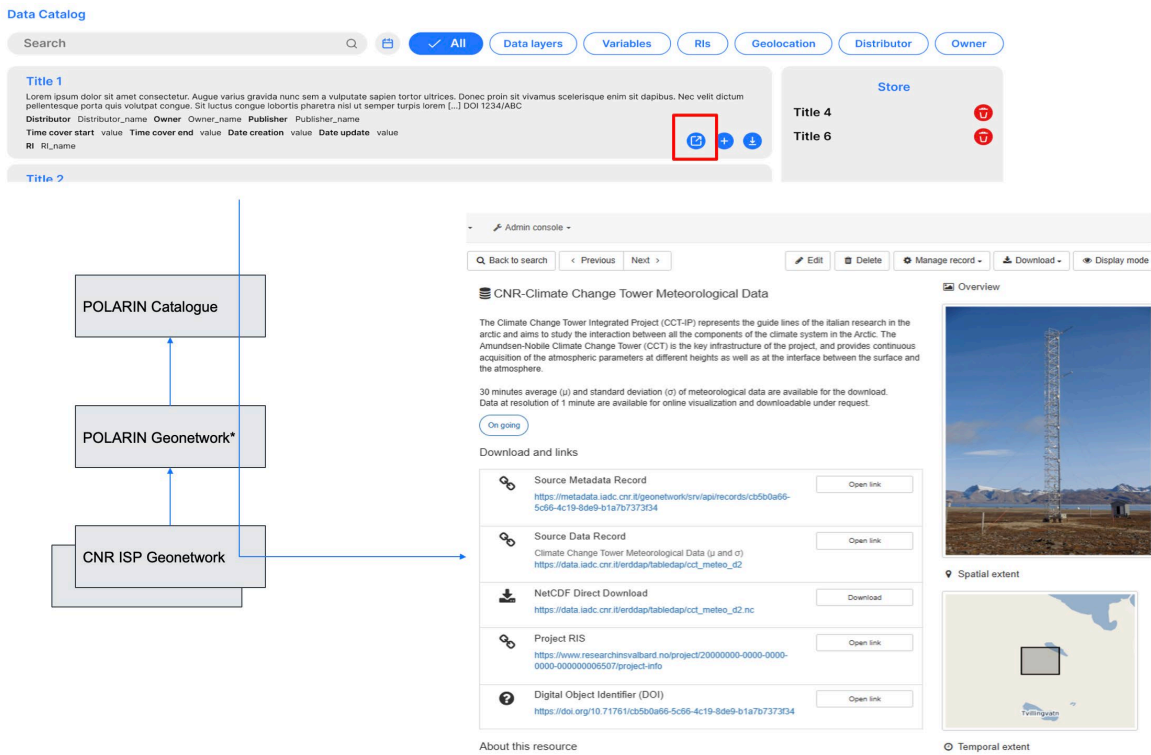 Data Catalog
Search
All
Data layers
Variables
RIs
Geolocation
Distributor
Owner
Title 1
Lorem ipsum dolor sit amet consectetur. Augue varius gravida nunc sem a vulputate sapien tortor ultrices. Donec proin sit vivamus scelerisque enim sit dapibus. Nec velit dictum
pellentesque porta quis volutpat congue. Sit luctus congue lobortis pharetra nisl ut semper turpis lorem [...] DOI 1234/ABC
Distributor Distributor_name Owner Owner_name Publisher Publisher_name
Time cover start value Time cover end value Date creation value Date update value
RI RI_name
Title 2
Store
Title 4
Title 6
POLARIN Catalogue
POLARIN Geonetwork*
CNR ISP Geonetwork
Admin console
Back to search
< Previous
Next >
Edit
Delete
Manage record
Download
Display mode
CNR-Climate Change Tower Meteorological Data
The Climate Change Tower Integrated Project (CCT-IP) represents the guide lines of the italian research in the
arctic and aims to study the interaction between all the components of the climate system in the Arctic. The
Amundsen-Nobile Climate Change Tower (CCT) is the key infrastructure of the project, and provides continuous
acquisition of the atmospheric parameters at different heights as well as at the interface between the surface and
the atmosphere.
30 minutes average (μ) and standard deviation (σ) of meteorological data are available for the download.
Data at resolution of 1 minute are available for online visualization and downloadable under request.
On going
Download and links
Source Metadata Record
https://metadata.iadc.cnr.it/geonetwork/srv/api/records/cb5b0a66-
5c66-4c19-8de9-b1a7b7373f34
Open link
Source Data Record
Climate Change Tower Meteorological Data (μ and σ)
https://data.iadc.cnr.it/erddap/tabledap/cct_meteo_d2
Open link
NetCDF Direct Download
https://data.iadc.cnr.it/erddap/tabledap/cct_meteo_d2.nc
Download
Project RIS
https://www.researchinsvalbard.no/project/20000000-0000-0000-
0000-000000006507/project-info
Open link
Digital Object Identifier (DOI)
https://doi.org/10.71761/cb5b0a66-5c66-4c19-8de9-b1a7b7373f34
Open link
About this resource
Overview
Spatial extent
Tvillingvatn
Temporal extent